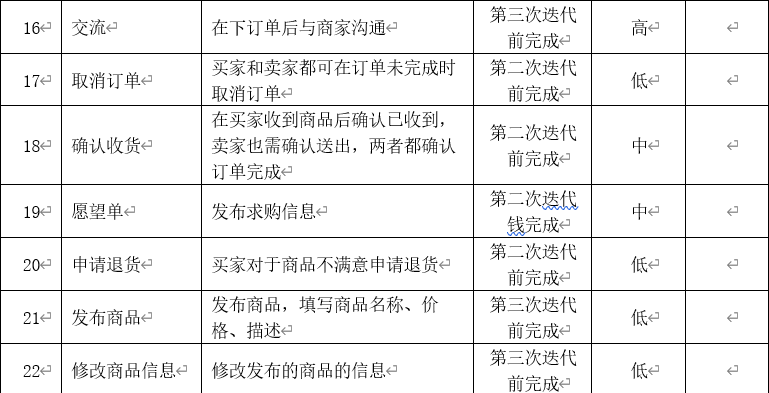 16 交流 在下订单后与商家沟通 第三次迭代前完成 高
17 取消订单 买家和卖家都可在订单未完成时取消订单 第二次迭代前完成 低
18 确认收货 在买家收到商品后确认已收到，卖家也需确认送出，两者都确认订单完成 第二次迭代前完成 中
19 愿望单 发布求购信息 第二次迭代钱完成 中
20 申请退货 买家对于商品不满意申请退货 第二次迭代前完成 低
21 发布商品 发布商品，填写商品名称、价格、描述 第三次迭代前完成 低
22 修改商品信息 修改发布的商品的信息 第三次迭代前完成 低